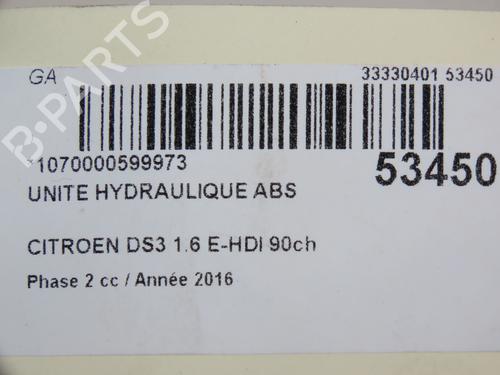 GA 33330401 53450
1070000599973 53450
UNITE HYDRAULIQUE ABS
CITROEN DS3 1.6 E-HDI 90ch
Phase 2 cc / Année 2016
B-PARTS